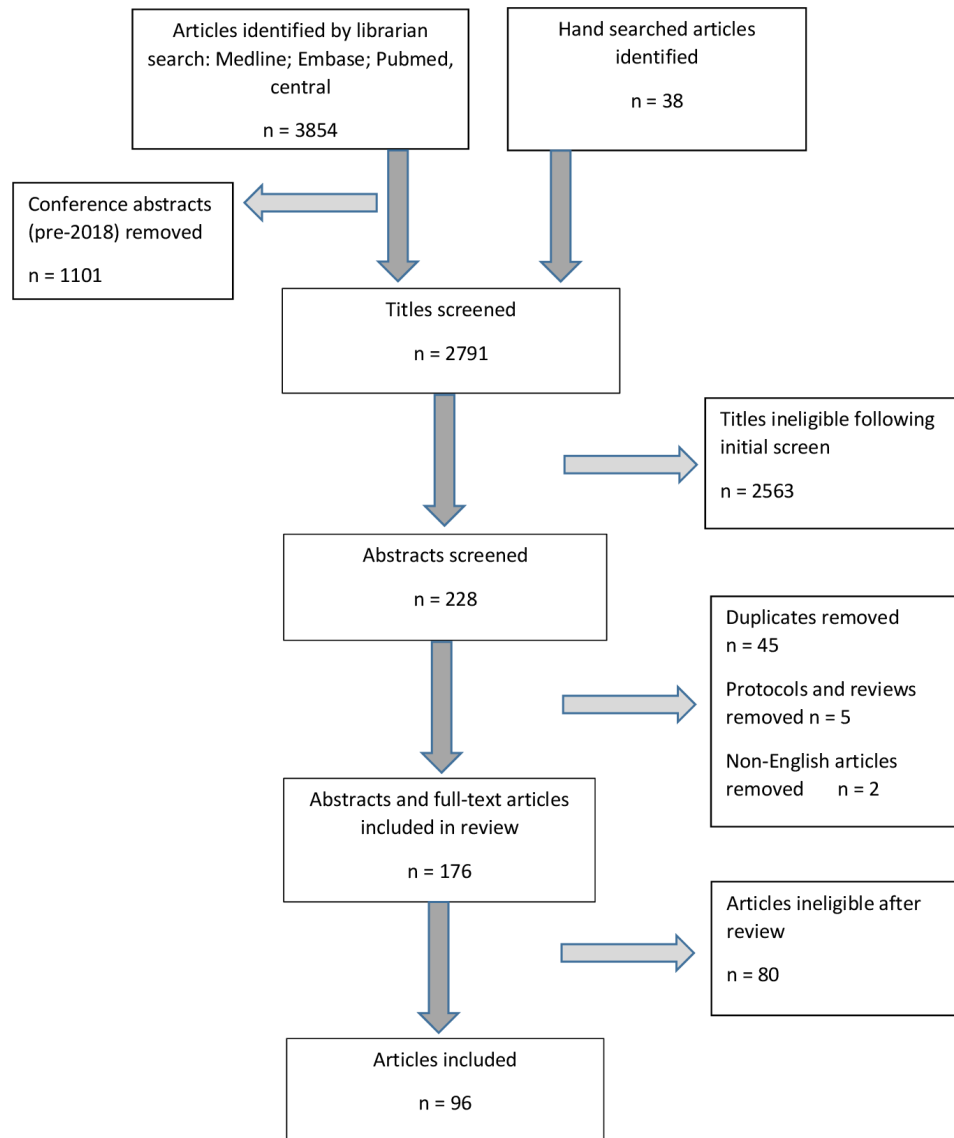 Articles identified by librarian
search: Medline; Embase; Pubmed,
central
n = 3854
Hand searched articles
identified
n = 38
Conference abstracts
(pre-2018) removed
n = 1101
Titles screened
n = 2791
Titles ineligible following
initial screen
n = 2563
Abstracts screened
n = 228
Duplicates removed
n = 45
Protocols and reviews
removed n = 5
Non-English articles
removed n = 2
Abstracts and full-text articles
included in review
n = 176
Articles ineligible after
review
n = 80
Articles included
n = 96